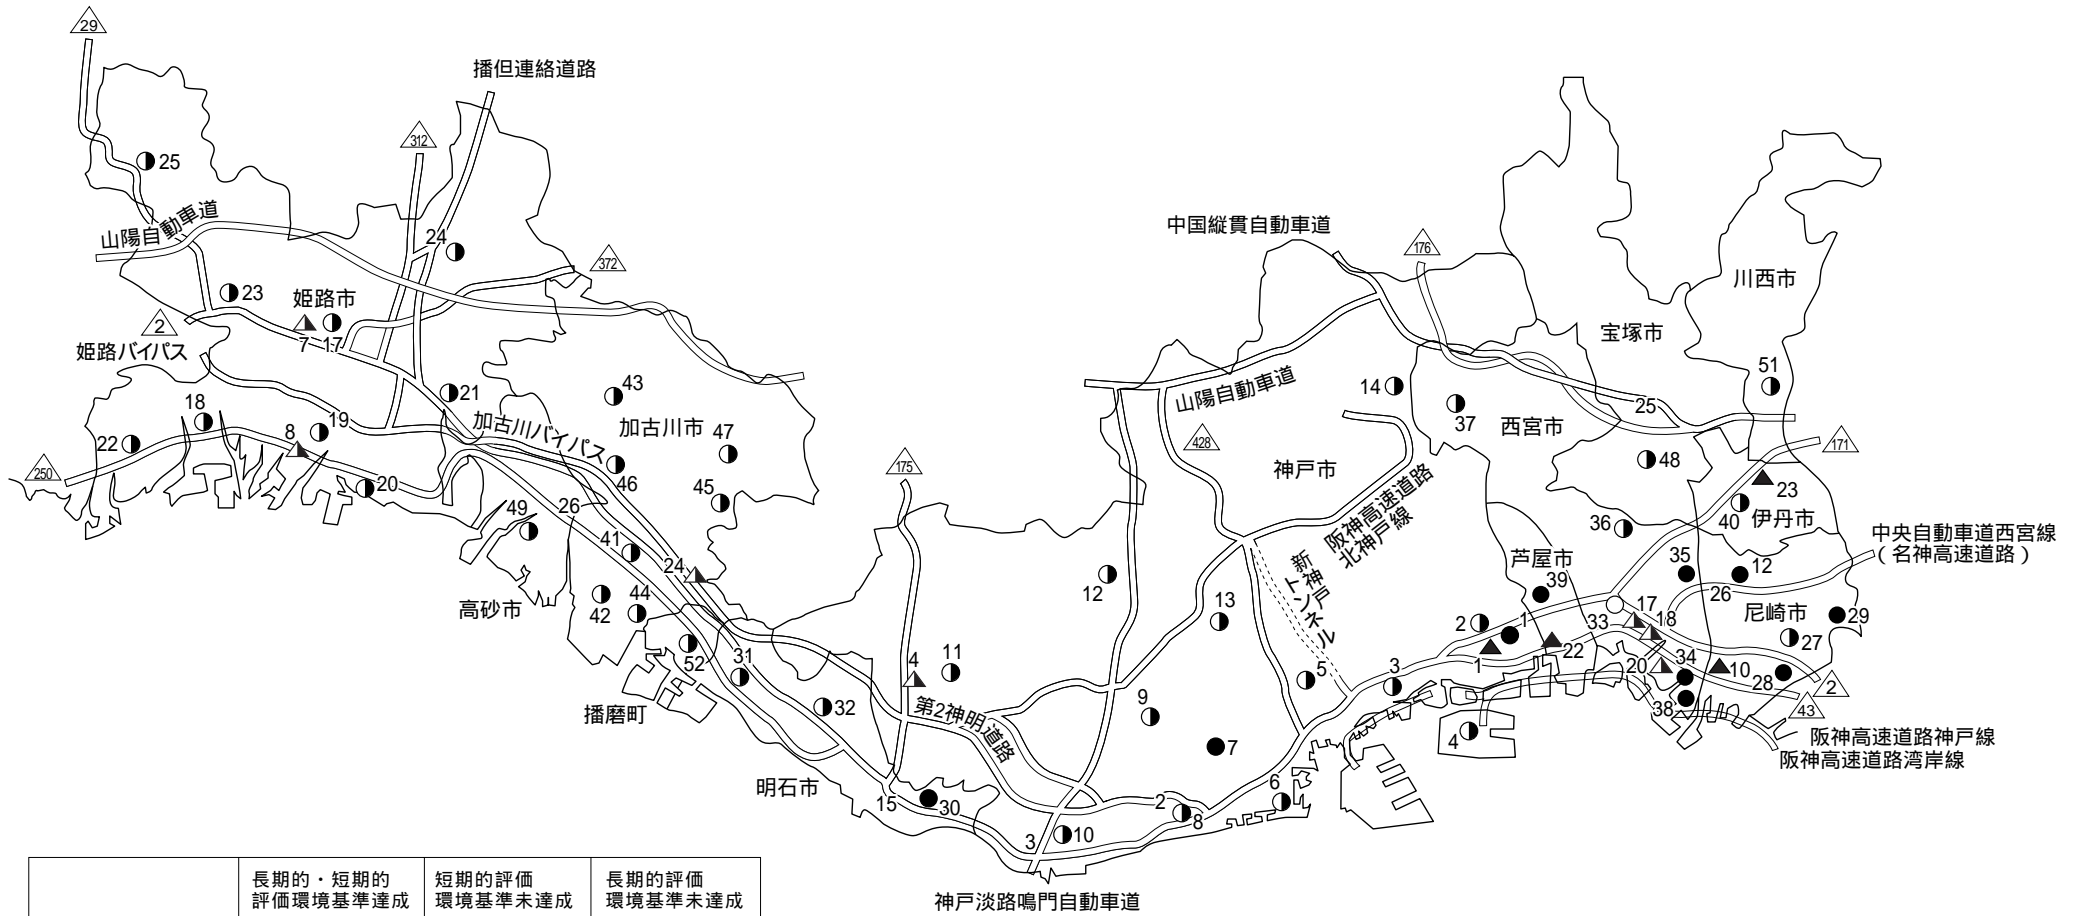 29
播但連絡道路
312
25
山陽自動車道
24
372
中国縦貫自動車道
176
川西市
23
姫路市
2
7
17
姫路バイパス
宝塚市
51
山陽自動車道
14
37
25
西宮市
21
43
加古川バイパス
加古川市
47
18
19
8
22
250
20
46
45
175
428
神戸市
阪神高速道路
北神戸線
48
171
23
40
伊丹市
36
中央自動車道西宮線
(名神高速道路)
49
26
41
24
高砂市
42
44
12
13
新神戸
トンネル
芦屋市
39
35
12
26
尼崎市
29
17
18
33
27
2
1
1
22
52
31
4
11
5
3
20
34
10
28
2
43
38
播磨町
32
第2神明道路
9
7
4
阪神高速道路神戸線
阪神高速道路湾岸線
明石市
15
30
2
8
6
3
10
神戸淡路鳴門自動車道
長期的・短期的
評価環境基準達成
短期的評価
環境基準未達成
長期的評価
環境基準未達成